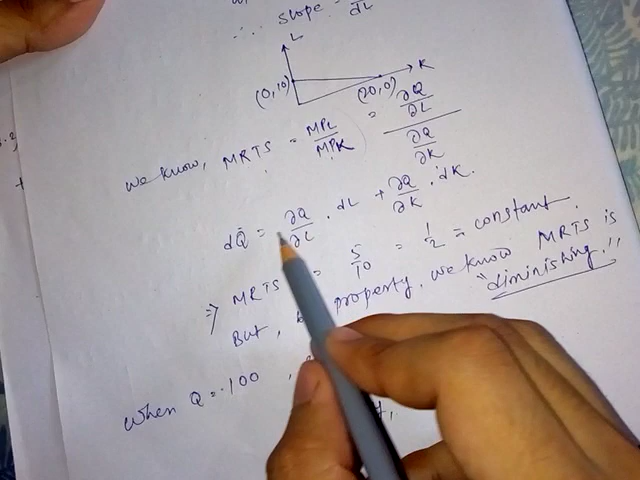 ∴ slope = /dL
L
K
(0,10)
(20,0)
We know, MRTS = MPL/MPK = ∂Q/∂L / ∂Q/∂K
dQ = ∂Q/∂L . dL + ∂Q/∂K . dK.
⇒ MRTS = 5/10 = 1/2 = constant.
But, property, we know MRTS is
"diminishing."
When Q = 100 ,